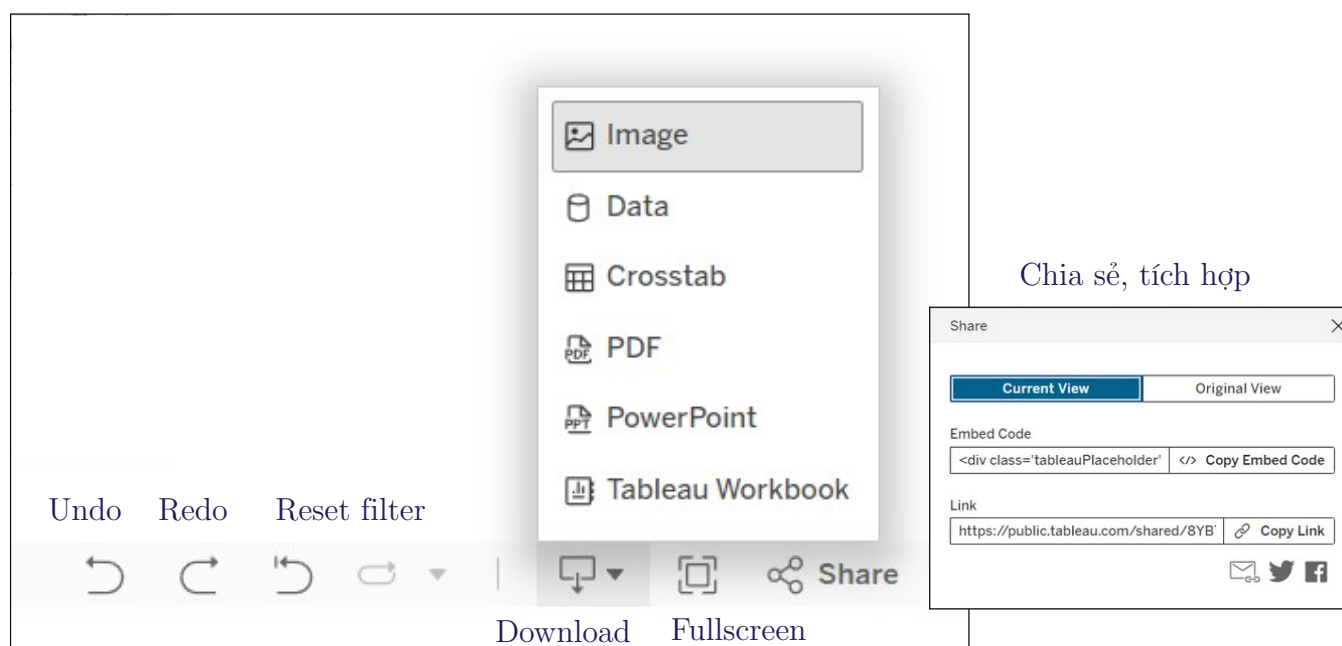 Image
Data
Crosstab
PDF
PDF
PPT
PowerPoint
Tableau Workbook
Chia sẻ, tích hợp
Share
Current View
Original View
Embed Code
<div class='tableauPlaceholder'
</> Copy Embed Code
Link
https://public.tableau.com/shared/8YB
Copy Link
Undo
Redo
Reset filter
Share
Download
Fullscreen